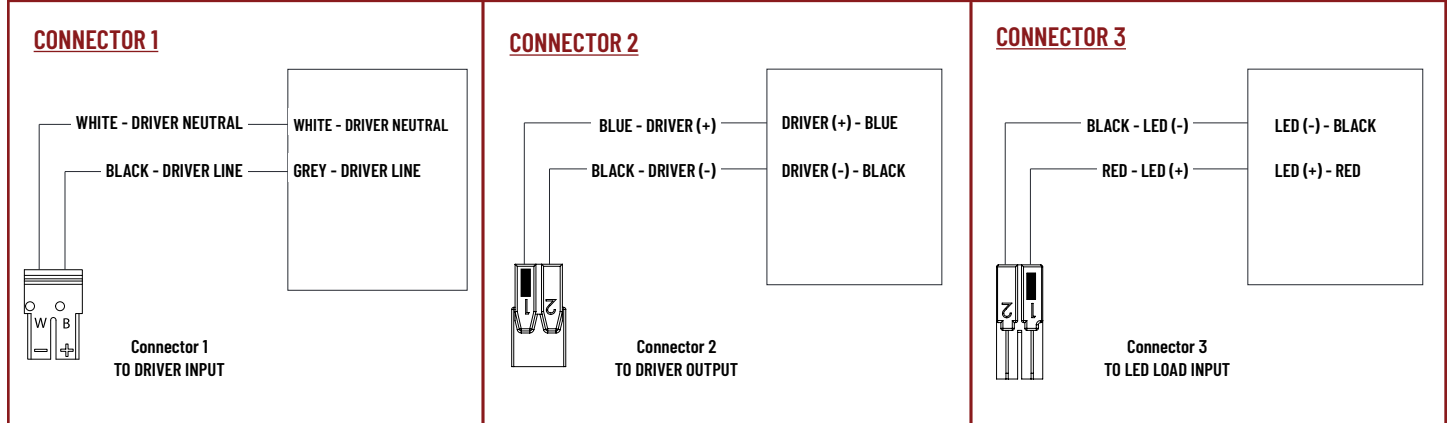 CONNECTOR 1
WHITE - DRIVER NEUTRAL
WHITE - DRIVER NEUTRAL
BLACK - DRIVER LINE
GREY - DRIVER LINE
W B
- +
Connector 1
TO DRIVER INPUT
CONNECTOR 2
BLUE - DRIVER (+)
DRIVER (+) - BLUE
BLACK - DRIVER (-)
DRIVER (-) - BLACK
1 2
Connector 2
TO DRIVER OUTPUT
CONNECTOR 3
BLACK - LED (-)
LED (-) - BLACK
RED - LED (+)
LED (+) - RED
2 1
Connector 3
TO LED LOAD INPUT